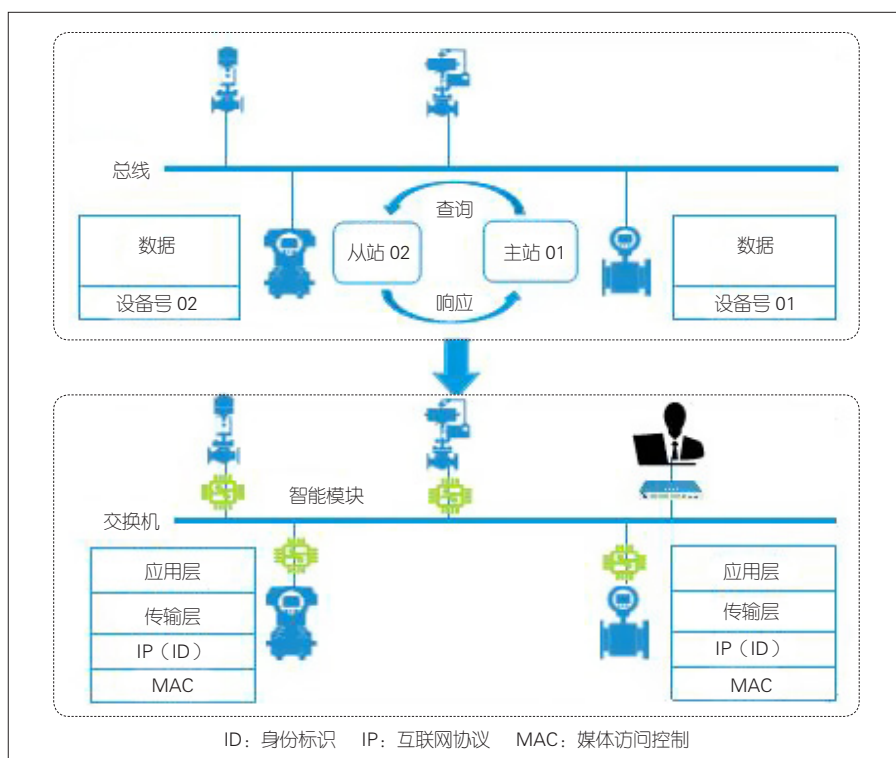 总线
查询
数据
从站 02
主站 01
数据
设备号 02
响应
设备号 01
智能模块
交换机
应用层
传输层
IP（ID）
MAC
应用层
传输层
IP（ID）
MAC
ID：身份标识 IP：互联网协议 MAC：媒体访问控制